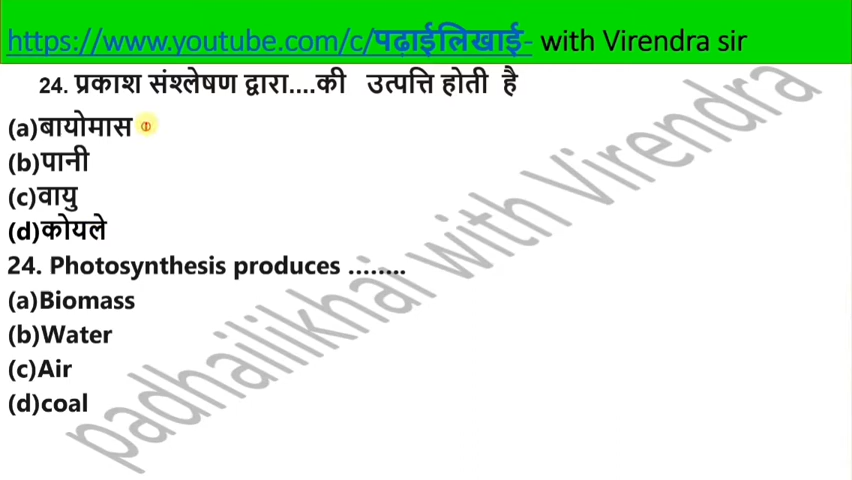 https://www.youtube.com/c/पढ़ाईलिखाई- with Virendra sir
24. प्रकाश संश्लेषण द्वारा....की उत्पत्ति होती है
(a)बायोमास
(b)पानी
(c)वायु
(d)कोयले
24. Photosynthesis produces ........
(a)Biomass
(b)Water
(c)Air
(d)coal
padhailikhai with Virendra